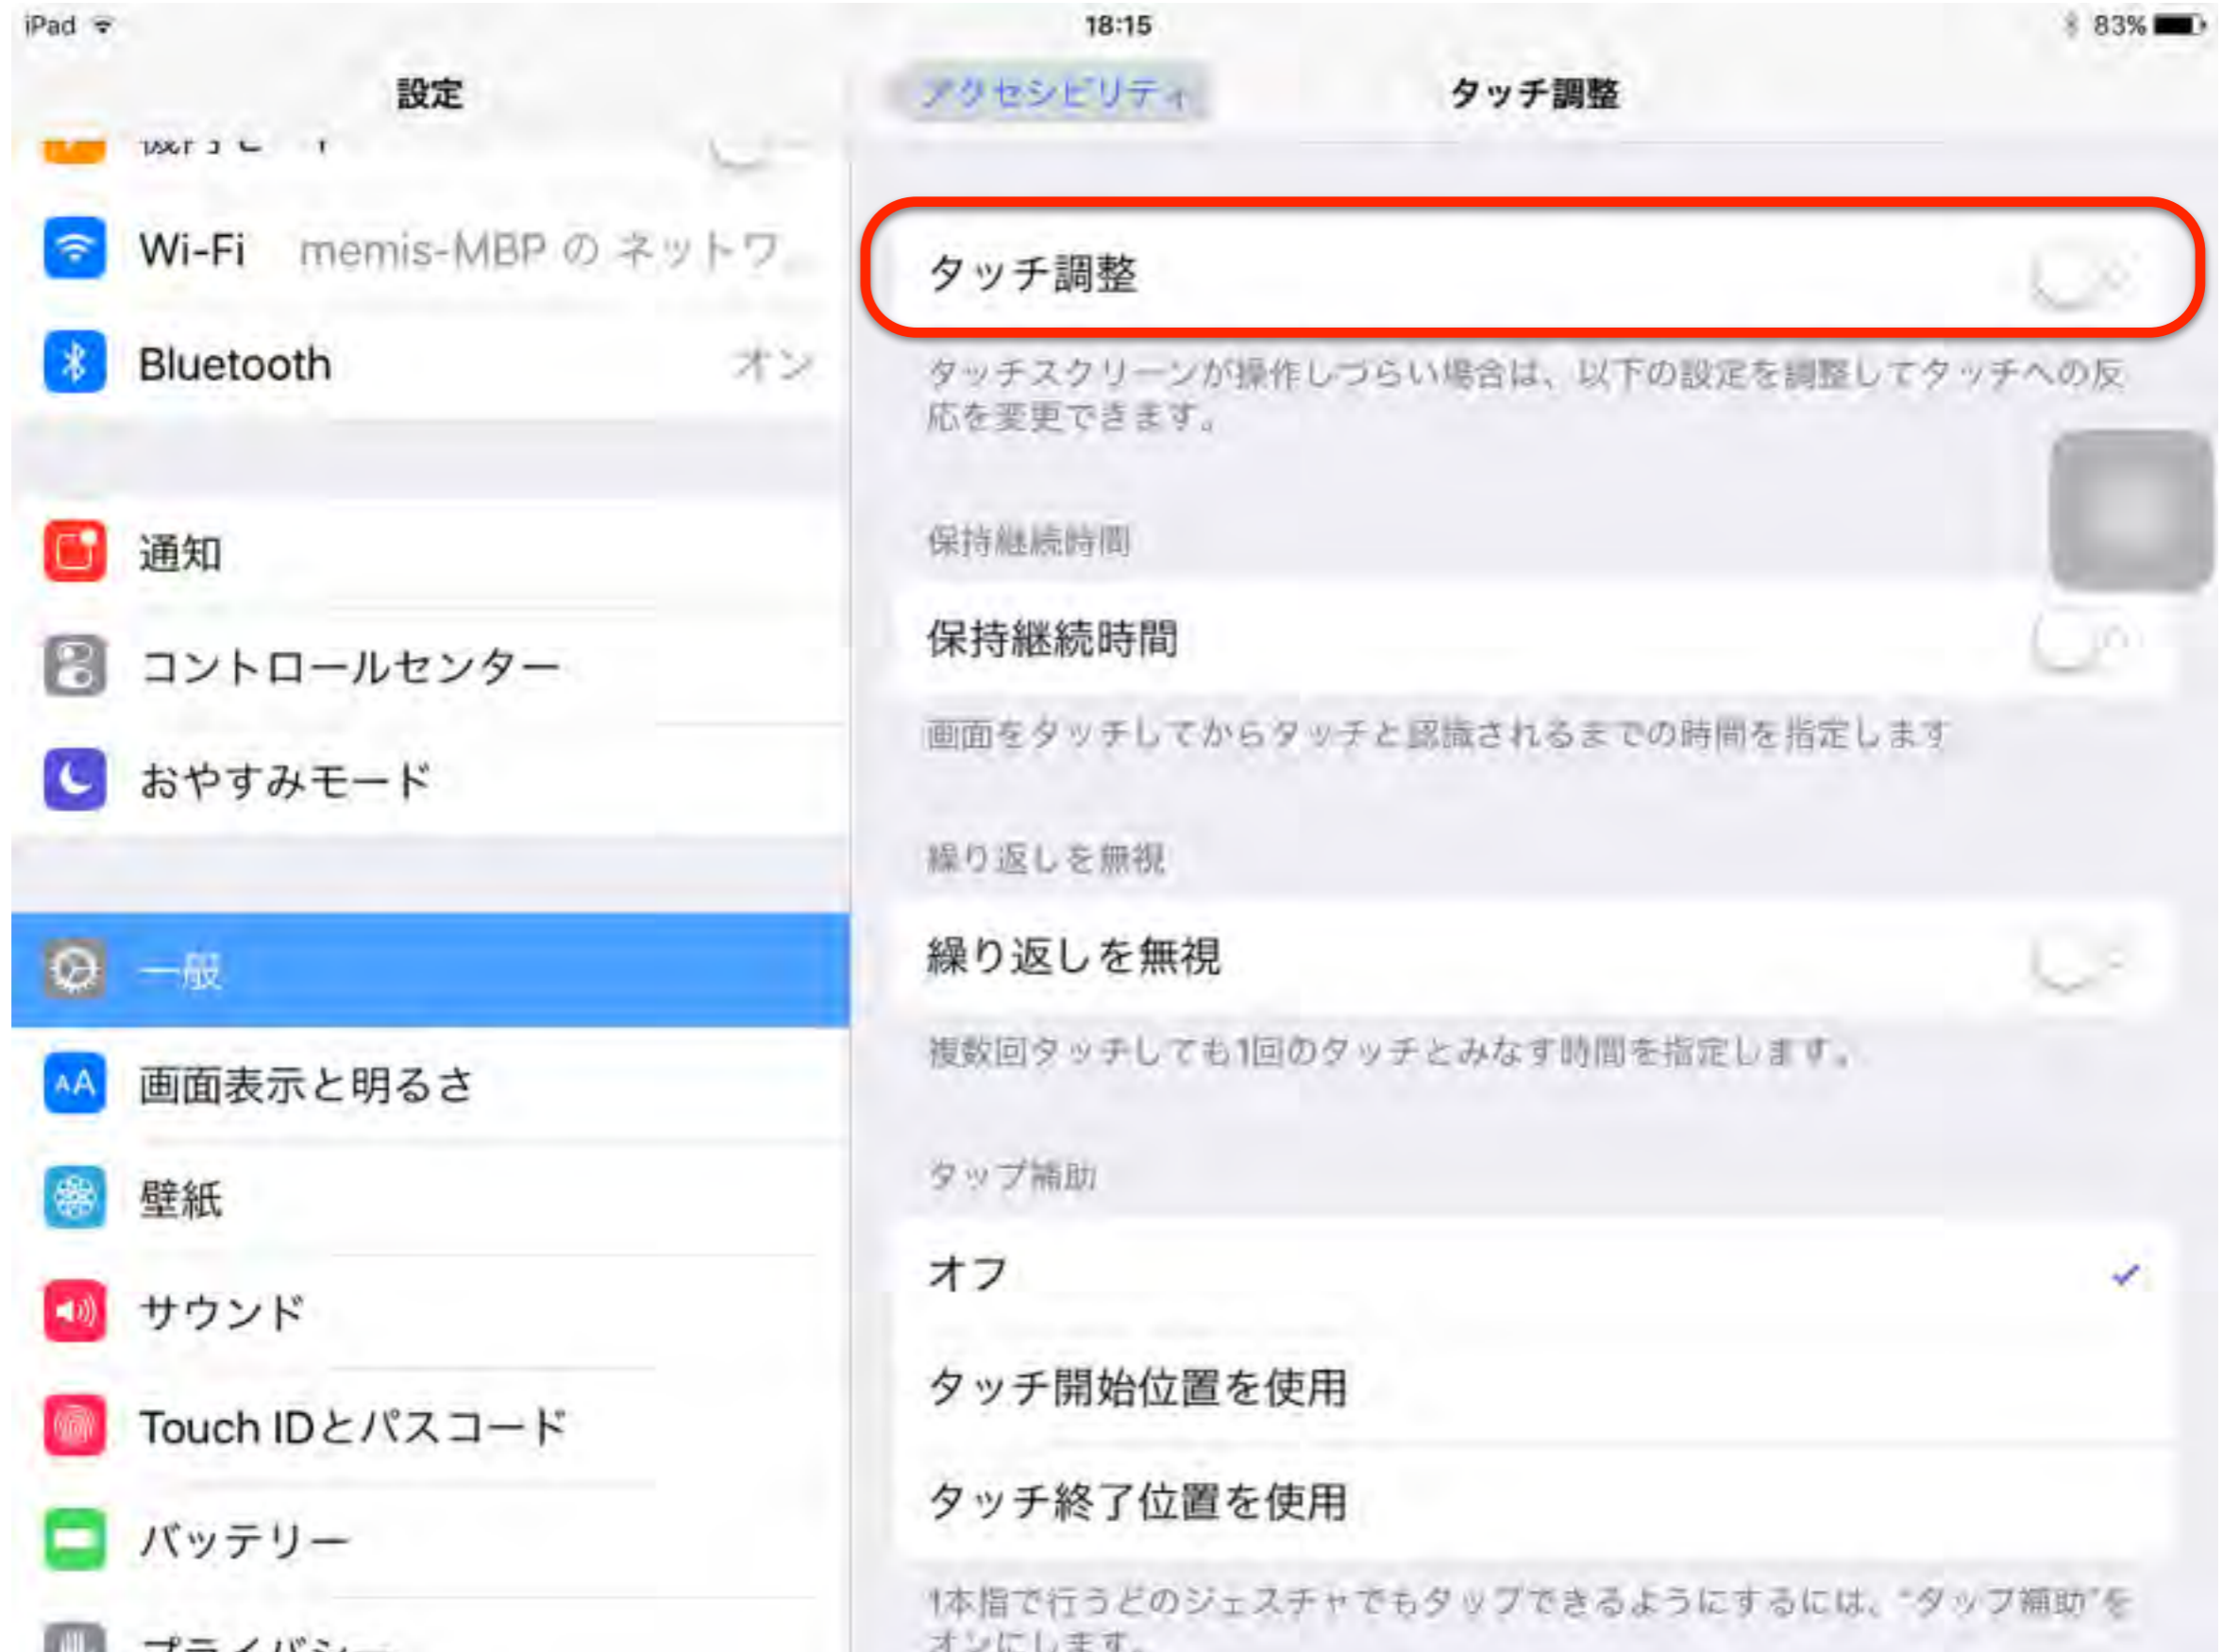 iPad
18:15
83%
設定
Wi-Fi memis-MBP の ネットワ
Bluetooth オン
通知
コントロールセンター
おやすみモード
一般
画面表示と明るさ
壁紙
サウンド
Touch IDとパスコード
バッテリー
プライバシー
アクセシビリティ
タッチ調整
タッチ調整
タッチスクリーンが操作しづらい場合は、以下の設定を調整してタッチへの反
応を変更できます。
保持継続時間
保持継続時間
画面をタッチしてからタッチと認識されるまでの時間を指定します
繰り返しを無視
繰り返しを無視
複数回タッチしても1回のタッチとみなす時間を指定します。
タップ補助
オフ
タッチ開始位置を使用
タッチ終了位置を使用
1本指で行うどのジェスチャでもタップできるようにするには、"タップ補助"を
オンにします。